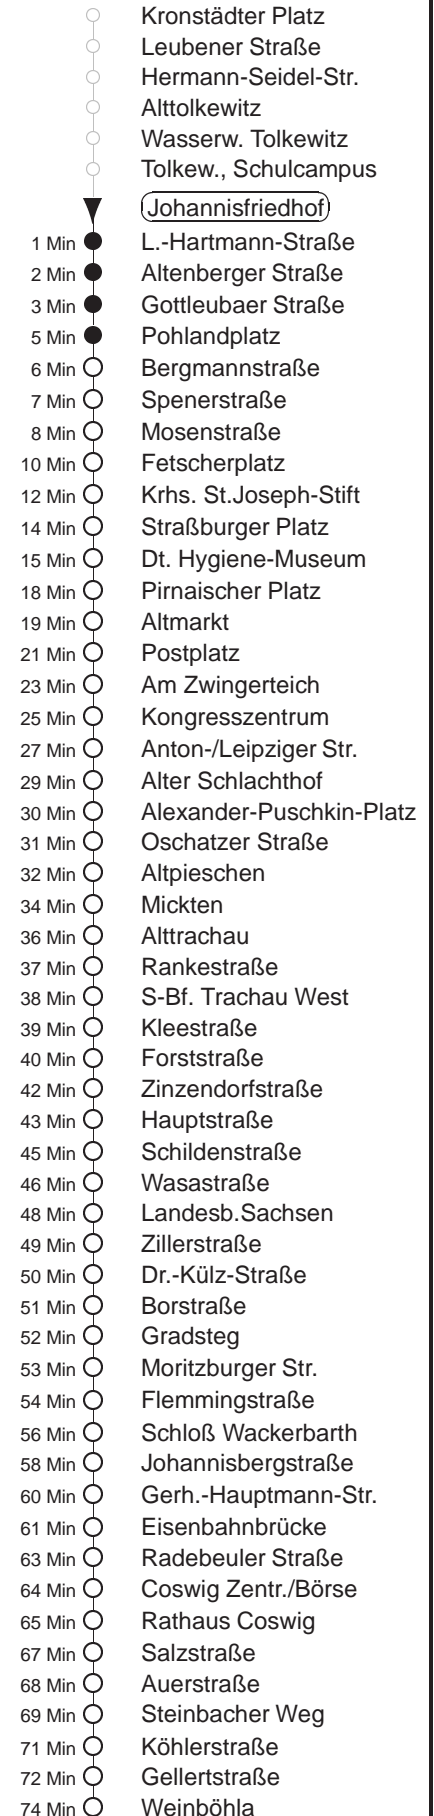 Kronstädter Platz
Leubener Straße
Hermann-Seidel-Str.
Alttolkewitz
Wasserw. Tolkewitz
Tolkew., Schulcampus
Johannisfriedhof
1 Min L.-Hartmann-Straße
2 Min Altenberger Straße
3 Min Gottleubaer Straße
5 Min Pohlandplatz
6 Min Bergmannstraße
7 Min Spenerstraße
8 Min Mosenstraße
10 Min Fetscherplatz
12 Min Krhs. St.Joseph-Stift
14 Min Straßburger Platz
15 Min Dt. Hygiene-Museum
18 Min Pirnaischer Platz
19 Min Altmarkt
21 Min Postplatz
23 Min Am Zwingerteich
25 Min Kongresszentrum
27 Min Anton-/Leipziger Str.
29 Min Alter Schlachthof
30 Min Alexander-Puschkin-Platz
31 Min Oschatzer Straße
32 Min Altpieschen
34 Min Mickten
36 Min Alttrachau
37 Min Rankestraße
38 Min S-Bf. Trachau West
39 Min Kleestraße
40 Min Forststraße
42 Min Zinzendorfstraße
43 Min Hauptstraße
45 Min Schildenstraße
46 Min Wasastraße
48 Min Landesb.Sachsen
49 Min Zillerstraße
50 Min Dr.-Külz-Straße
51 Min Borstraße
52 Min Gradsteg
53 Min Moritzburger Str.
54 Min Flemmingstraße
56 Min Schloß Wackerbarth
58 Min Johannisbergstraße
60 Min Gerh.-Hauptmann-Str.
61 Min Eisenbahnbrücke
63 Min Radebeuler Straße
64 Min Coswig Zentr./Börse
65 Min Rathaus Coswig
67 Min Salzstraße
68 Min Auerstraße
69 Min Steinbacher Weg
71 Min Köhlerstraße
72 Min Gellertstraße
74 Min Weinböhla